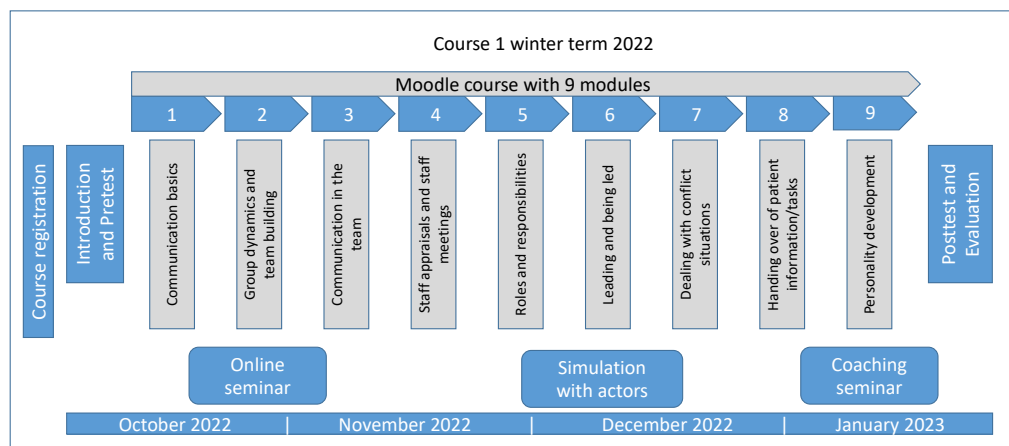 Course 1 winter term 2022
Moodle course with 9 modules
1
2
3
4
5
6
7
8
9
Course registration
Introduction
and Pretest
Communication basics
Group dynamics and
team building
Communication in the
team
Staff appraisals and staff
meetings
Roles and responsibilities
Leading and being led
Dealing with conflict
situations
Handing over of patient
information/tasks
Personality development
Posttest and
Evaluation
Online
seminar
Simulation
with actors
Coaching
seminar
October 2022 | November 2022 | December 2022 | January 2023